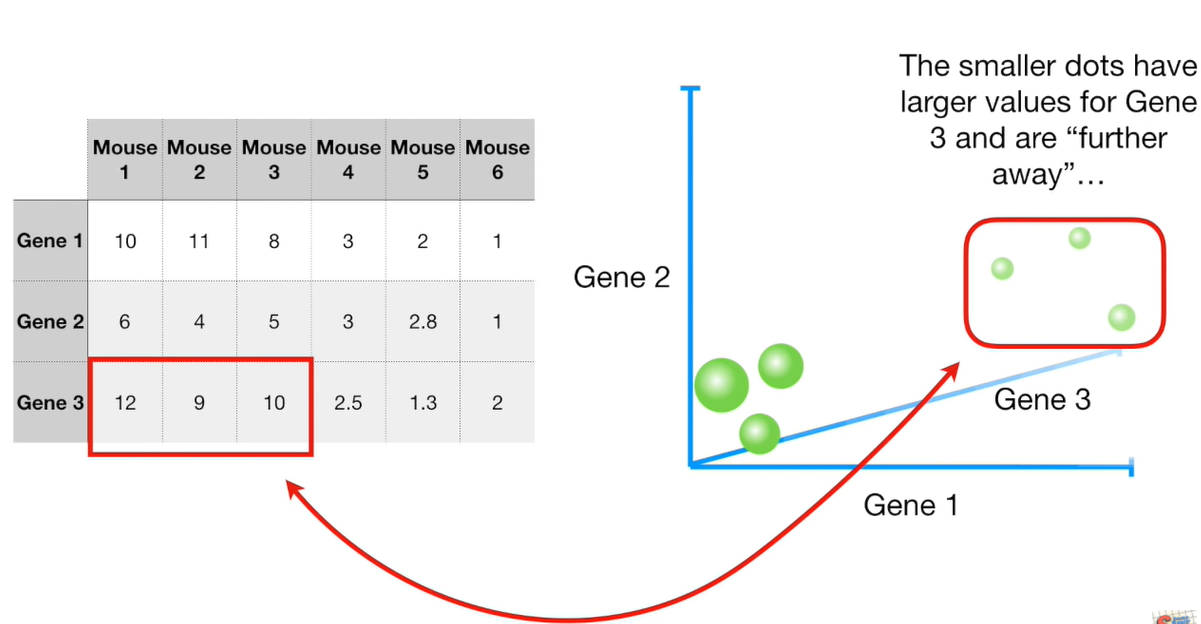 The smaller dots have
larger values for Gene
3 and are “further
away”…
Mouse 1 Mouse 2 Mouse 3 Mouse 4 Mouse 5 Mouse 6
Gene 1 10 11 8 3 2 1
Gene 2 6 4 5 3 2.8 1
Gene 3 12 9 10 2.5 1.3 2
Gene 2
Gene 3
Gene 1